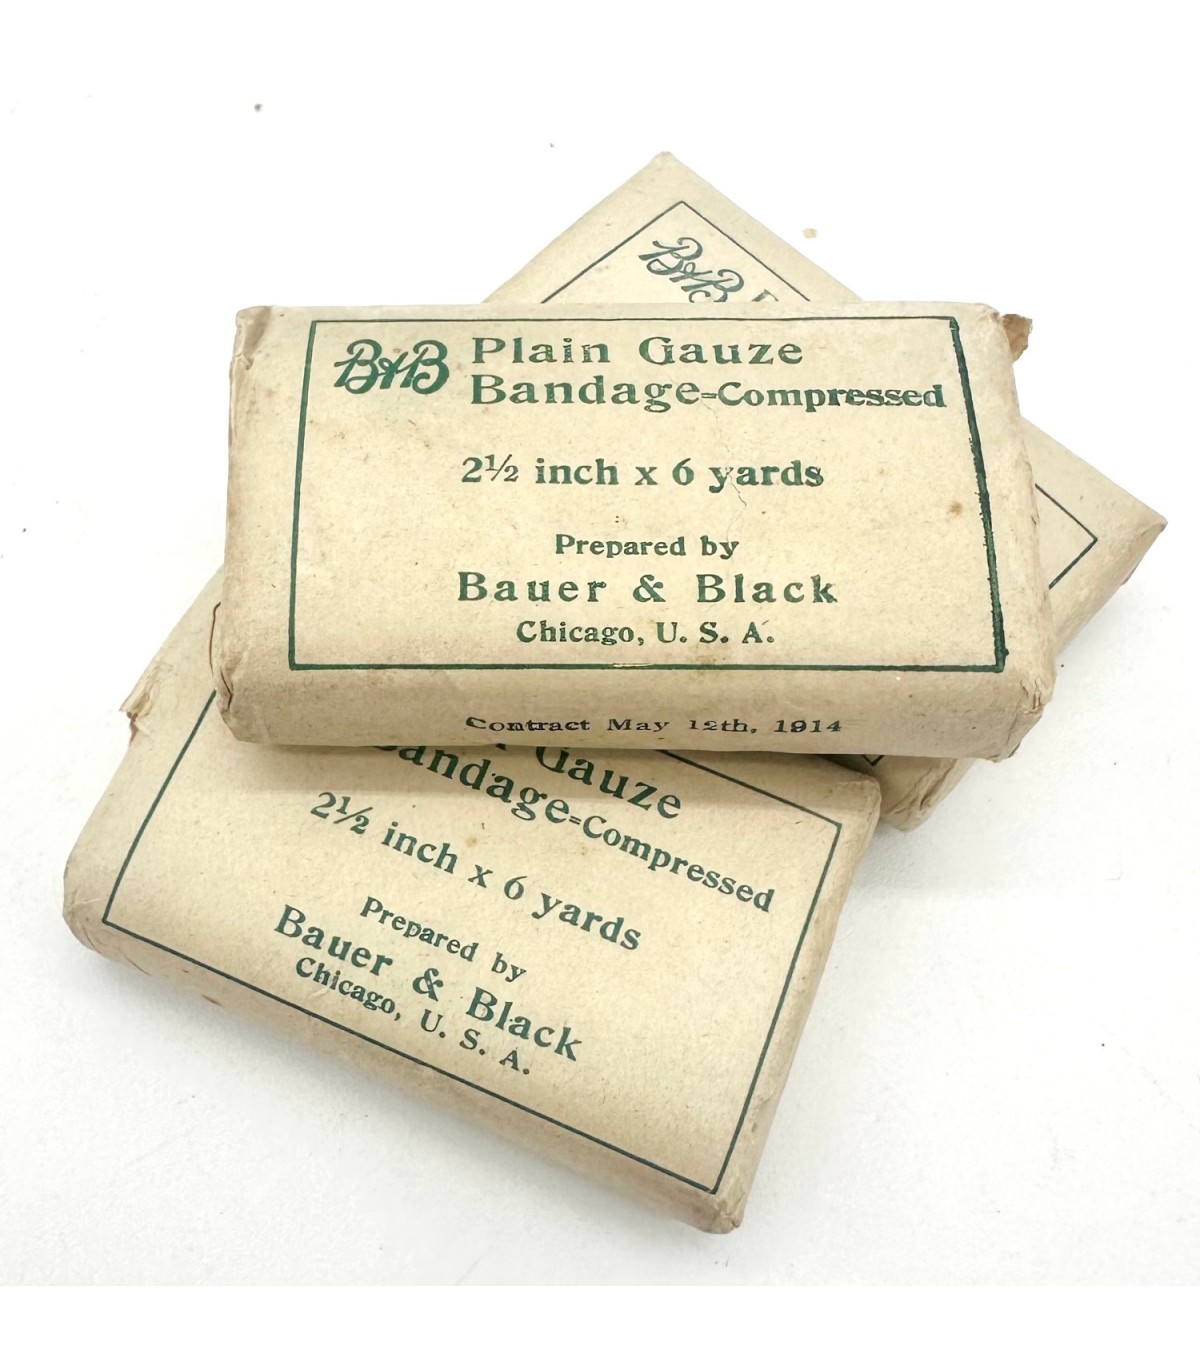 B&B Plain Gauze
Bandage=Compressed
2½ inch x 6 yards
Prepared by
Bauer & Black
Chicago, U. S. A.
Contract May 12th, 1914
B&B
Gauze
Bandage=Compressed
2½ inch x 6 yards
Prepared by
Bauer & Black
Chicago, U. S. A.